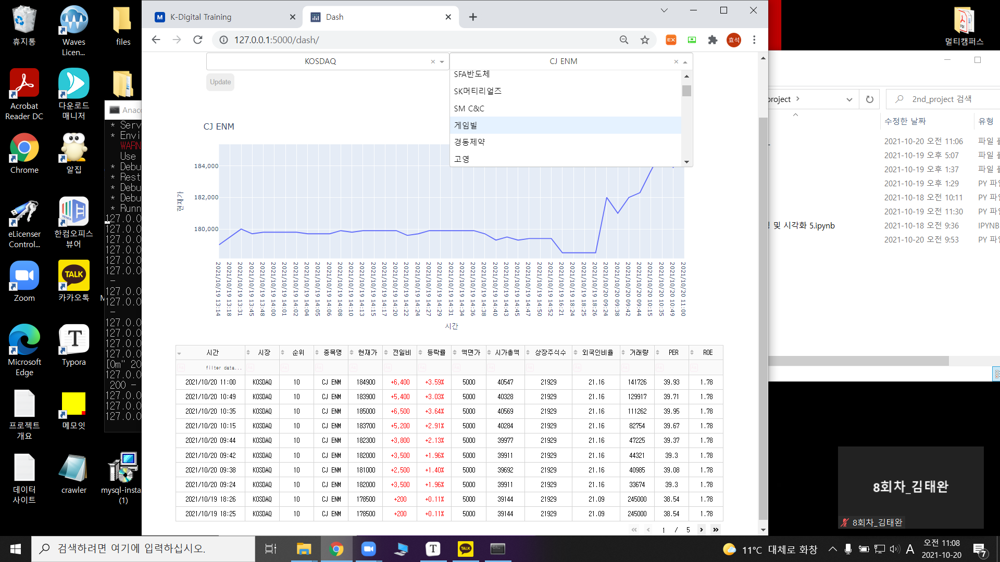 휴지통
Waves
Licen...
files
Acrobat
Reader DC
다운로드
매니저
Chrome
알집
eLicenser
Control...
한컴오피스
뷰어
Zoom
카카오톡
Microsoft
Edge
Typora
프로젝트
개요
메모잇
데이터
사이트
crawler
mysql-insta
(1)
멀티캠퍼스
Anaco
* Serv
* Envi
WARN
Use
* Debu
* Rest
* Debu
* Debu
* Runn
127.0.0
127.0.0
127.0.0
127.0.0
127.0.0
127.0.0
-
127.0.0
127.0.0
-
127.0.0
127.0.0
127.0.0
127.0.0
[0m" 20
127.0.0
200 -
127.0.0
127.0.0
127.0.0
K-Digital Training
Dash
127.0.0.1:5000/dash/
EX
효석
KOSDAQ
CJ ENM
Update
SFA반도체
SK머티리얼즈
SM C&C
게임빌
경동제약
고영
CJ ENM
184,000
182,000
180,000
현재가
2021/10/19 13:14
2021/10/19 13:18
2021/10/19 13:31
2021/10/19 13:45
2021/10/19 13:48
2021/10/19 14:00
2021/10/19 14:01
2021/10/19 14:02
2021/10/19 14:04
2021/10/19 14:05
2021/10/19 14:06
2021/10/19 14:08
2021/10/19 14:10
2021/10/19 14:13
2021/10/19 14:15
2021/10/19 14:17
2021/10/19 14:20
2021/10/19 14:22
2021/10/19 14:24
2021/10/19 14:27
2021/10/19 14:29
2021/10/19 14:31
2021/10/19 14:34
2021/10/19 14:36
2021/10/19 14:38
2021/10/19 14:40
2021/10/19 14:43
2021/10/19 14:45
2021/10/19 14:47
2021/10/19 14:50
2021/10/19 14:52
2021/10/19 16:21
2021/10/19 18:24
2021/10/19 18:25
2021/10/19 18:26
2021/10/20 09:24
2021/10/20 09:38
2021/10/20 09:42
2021/10/20 09:44
2021/10/20 10:15
2021/10/20 10:35
2021/10/20 10:49
2021/10/20 11:00
시간
시간 시장 순위 종목명 현재가 전일비 등락률 액면가 시가총액 상장주식수 외국인비율 거래량 PER ROE
filter data...
2021/10/20 11:00 KOSDAQ 10 CJ ENM 184900 +6,400 +3.59% 5000 40547 21929 21.16 141726 39.93 1.78
2021/10/20 10:49 KOSDAQ 10 CJ ENM 183900 +5,400 +3.03% 5000 40328 21929 21.16 129917 39.71 1.78
2021/10/20 10:35 KOSDAQ 10 CJ ENM 185000 +6,500 +3.64% 5000 40569 21929 21.16 111262 39.95 1.78
2021/10/20 10:15 KOSDAQ 10 CJ ENM 183700 +5,200 +2.91% 5000 40284 21929 21.16 82754 39.67 1.78
2021/10/20 09:44 KOSDAQ 10 CJ ENM 182300 +3,800 +2.13% 5000 39977 21929 21.16 47225 39.37 1.78
2021/10/20 09:42 KOSDAQ 10 CJ ENM 182000 +3,500 +1.96% 5000 39911 21929 21.16 44321 39.3 1.78
2021/10/20 09:38 KOSDAQ 10 CJ ENM 181000 +2,500 +1.40% 5000 39692 21929 21.16 40985 39.08 1.78
2021/10/20 09:24 KOSDAQ 10 CJ ENM 182000 +3,500 +1.96% 5000 39911 21929 21.16 33674 39.3 1.78
2021/10/19 18:26 KOSDAQ 10 CJ ENM 178500 +200 +0.11% 5000 39144 21929 21.09 245000 38.54 1.78
2021/10/19 18:25 KOSDAQ 10 CJ ENM 178500 +200 +0.11% 5000 39144 21929 21.09 245000 38.54 1.78
1 / 5
project
2nd_project 검색
수정한 날짜 유형
2021-10-20 오전 11:06 파일
2021-10-19 오후 5:07 파일
2021-10-19 오후 1:37 파일
2021-10-19 오후 1:29 PY 파일
2021-10-18 오전 10:11 PY 파일
2021-10-19 오전 11:30 PY 파일
및 시각화 5.ipynb 2021-10-18 오전 9:36 IPYNB
2021-10-20 오전 9:53 PY 파일
8회차_김태완
8회차_김태완
검색하려면 여기에 입력하십시오.
11°C 대체로 화창
A
오전 11:08
2021-10-20
7